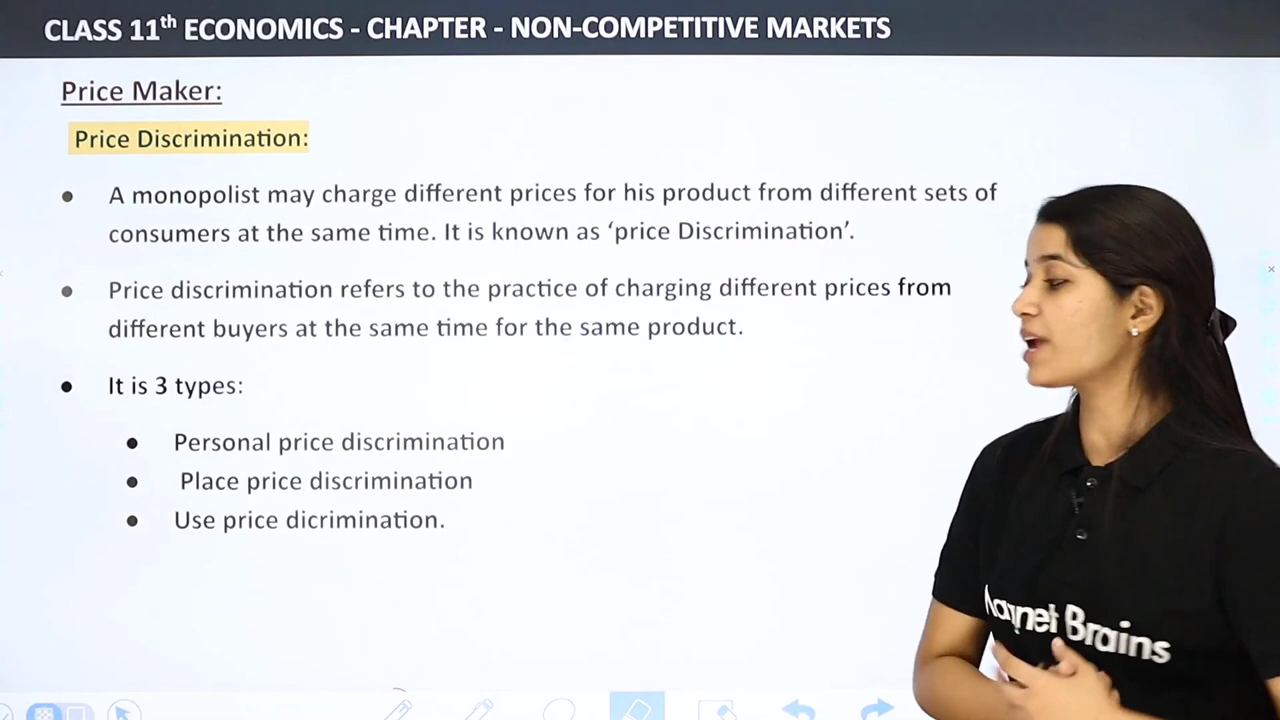 CLASS 11th ECONOMICS - CHAPTER - NON-COMPETITIVE MARKETS
Price Maker:
Price Discrimination:
• A monopolist may charge different prices for his product from different sets of
consumers at the same time. It is known as ‘price Discrimination’.
• Price discrimination refers to the practice of charging different prices from
different buyers at the same time for the same product.
• It is 3 types:
• Personal price discrimination
• Place price discrimination
• Use price dicrimination.
Magnet Brains